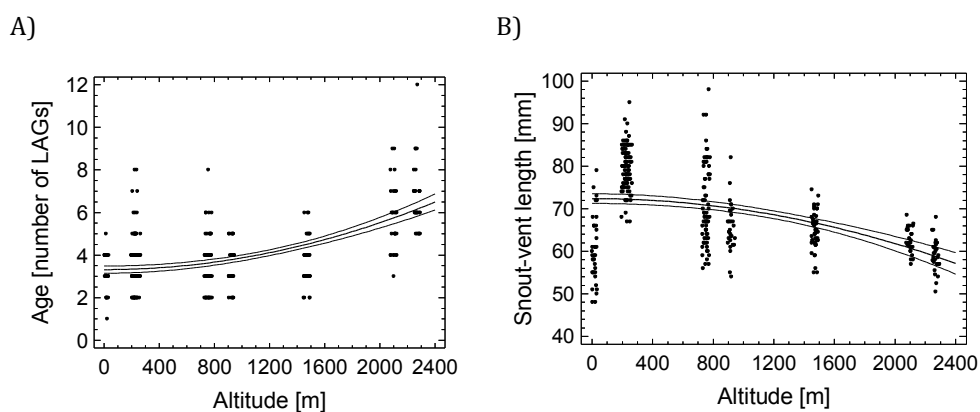 A)
B)
Age [number of LAGs]
12
10
8
6
4
2
0
0 400 800 1200 1600 2000 2400
Altitude [m]
Snout-vent length [mm]
100
90
80
70
60
50
40
0 400 800 1200 1600 2000 2400
Altitude [m]